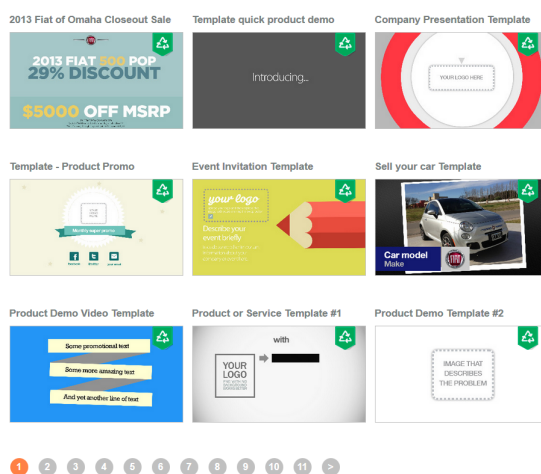 2013 Fiat of Omaha Closeout Sale
Template quick product demo
Company Presentation Template
2013 FIAT 500 POP
29% DISCOUNT
$5000 OFF MSRP
Introducing...
YOUR LOGO HERE
Template - Product Promo
Event Invitation Template
Sell your car Template
Monthly super promo
your logo
Describe your
event briefly
Car model
Make
FIAT
Product Demo Video Template
Product or Service Template #1
Product Demo Template #2
Some promotional text
Some more amazing text
And yet another line of text
with
YOUR
LOGO
IMAGE THAT
DESCRIBES
THE PROBLEM
1 2 3 4 5 6 7 8 9 10 11 >